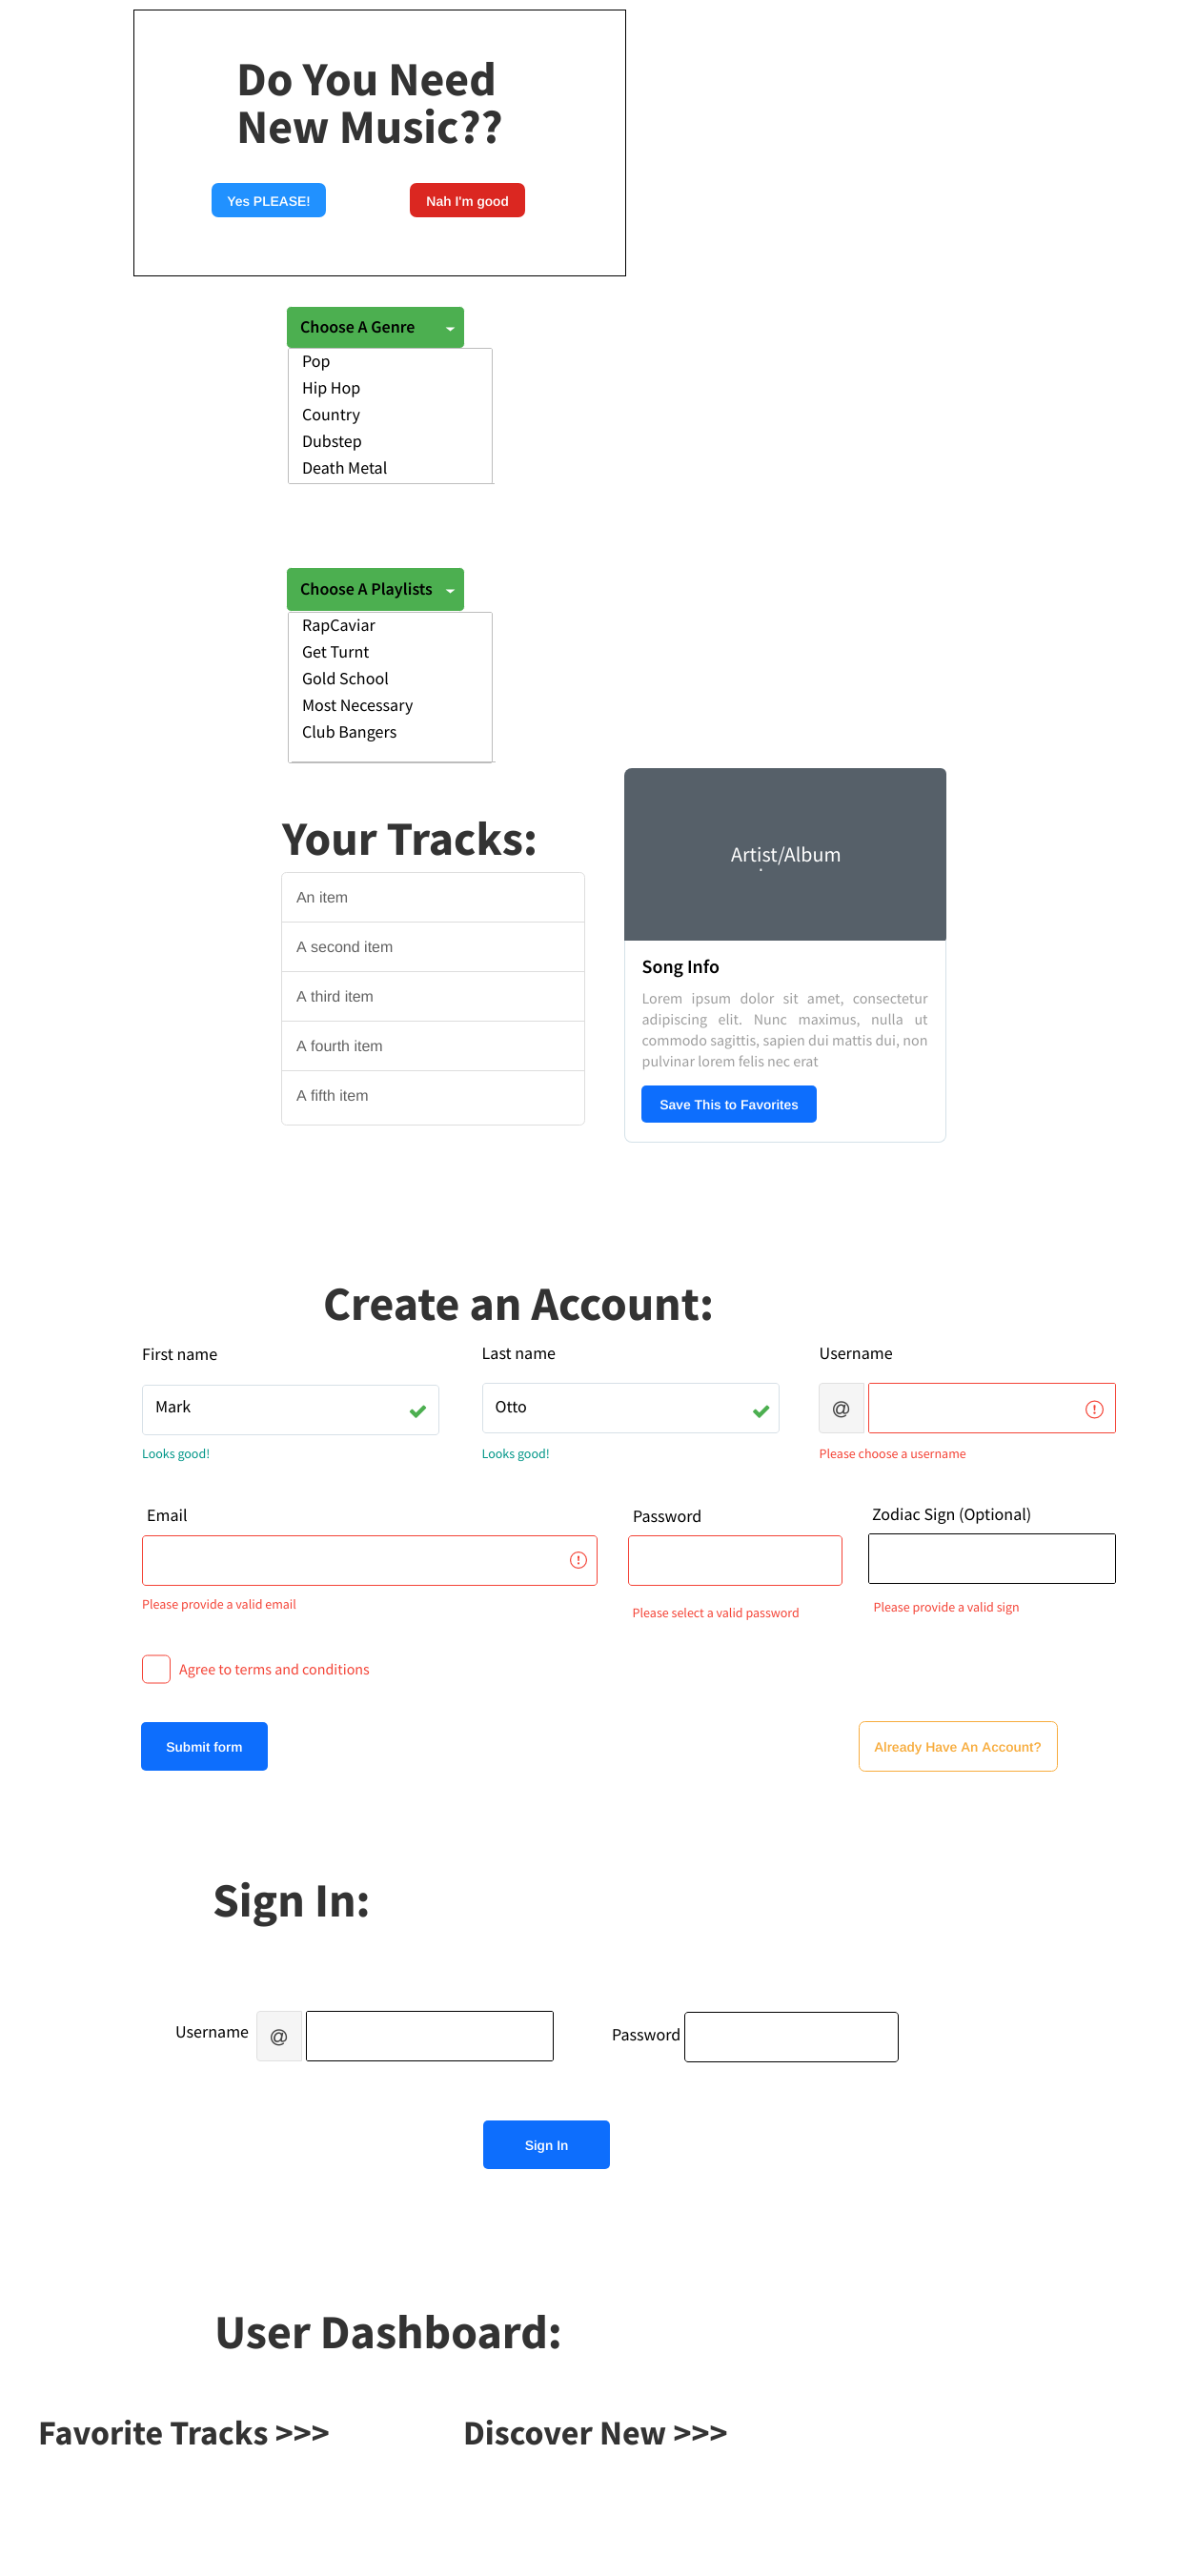 Do You Need
New Music??
Yes PLEASE!
Nah I'm good
Choose A Genre
Pop
Hip Hop
Country
Dubstep
Death Metal
Choose A Playlists
RapCaviar
Get Turnt
Gold School
Most Necessary
Club Bangers
Your Tracks:
An item
A second item
A third item
A fourth item
A fifth item
Artist/Album
Song Info
Lorem ipsum dolor sit amet, consectetur
adipiscing elit. Nunc maximus, nulla ut
commodo sagittis, sapien dui mattis dui, non
pulvinar lorem felis nec erat
Save This to Favorites
Create an Account:
First name
Last name
Username
Mark
Otto
@
Looks good!
Looks good!
Please choose a username
Email
Password
Zodiac Sign (Optional)
Please provide a valid email
Please select a valid password
Please provide a valid sign
Agree to terms and conditions
Submit form
Already Have An Account?
Sign In:
Username
@
Password
Sign In
User Dashboard:
Favorite Tracks >>>
Discover New >>>